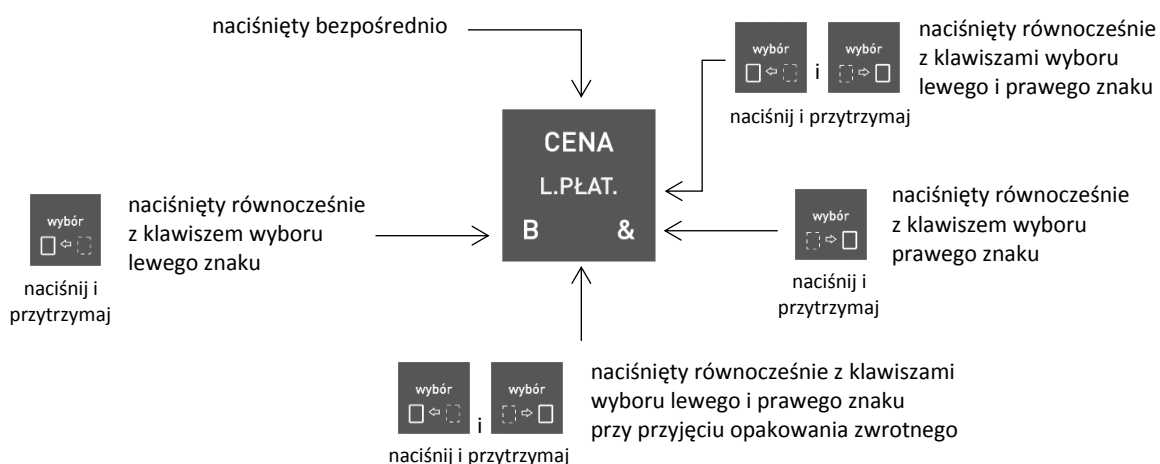 naciśnięty bezpośrednio
wybór
i
wybór
naciśnij i przytrzymaj
naciśnięty równocześnie
z klawiszami wyboru
lewego i prawego znaku
CENA
L.PŁAT.
B &
wybór
naciśnij i
przytrzymaj
naciśnięty równocześnie
z klawiszem wyboru
lewego znaku
wybór
naciśnij i
przytrzymaj
naciśnięty równocześnie
z klawiszem wyboru
prawego znaku
wybór
i
wybór
naciśnij i przytrzymaj
naciśnięty równocześnie z klawiszami
wyboru lewego i prawego znaku
przy przyjęciu opakowania zwrotnego